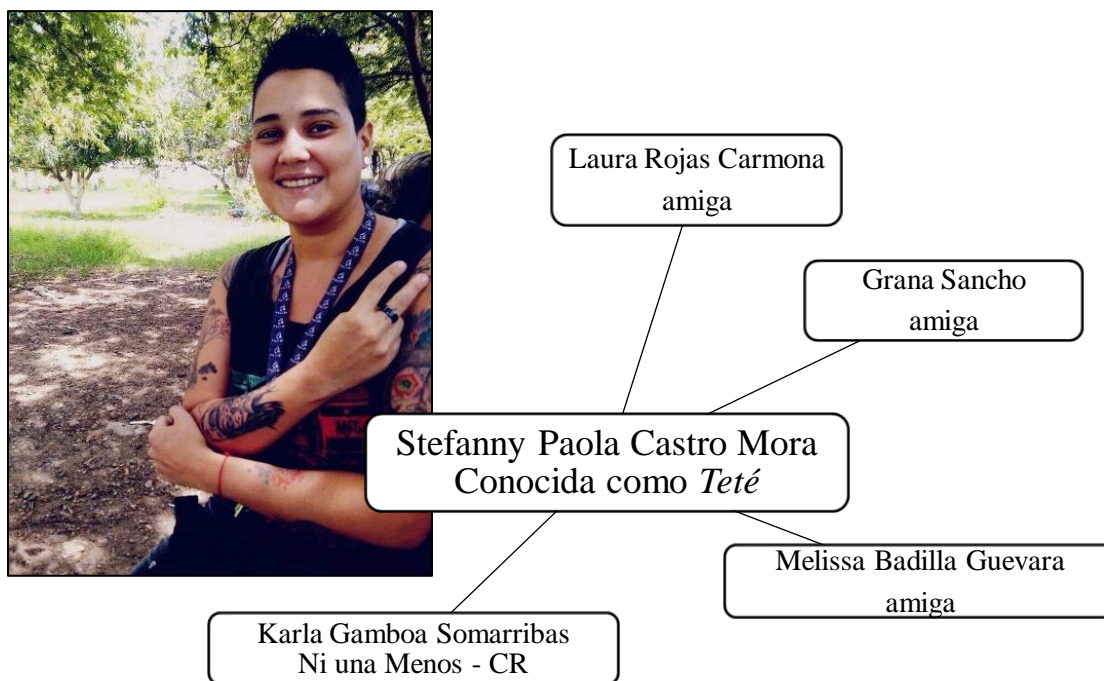 Laura Rojas Carmona
amiga
Grana Sancho
amiga
Stefanny Paola Castro Mora
Conocida como Teté
Melissa Badilla Guevara
amiga
Karla Gamboa Somarribas
Ni una Menos - CR